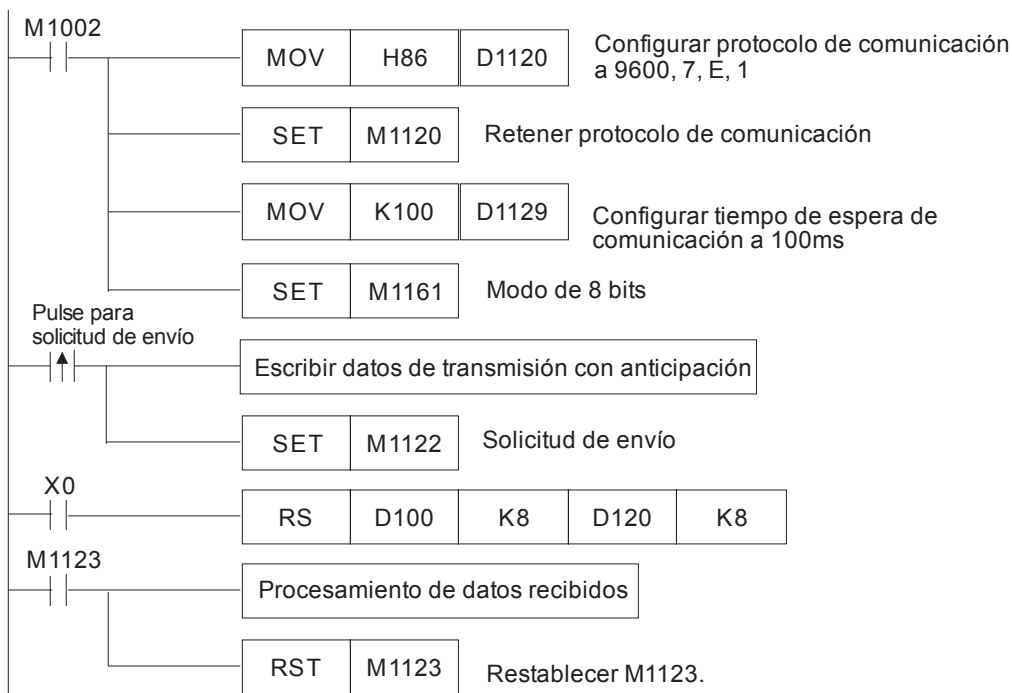 M1002
MOV H86 D1120
Configurar protocolo de comunicación
a 9600, 7, E, 1
SET M1120
Retener protocolo de comunicación
MOV K100 D1129
Configurar tiempo de espera de
comunicación a 100ms
SET M1161
Modo de 8 bits
Pulse para
solicitud de envío
Escribir datos de transmisión con anticipación
SET M1122
Solicitud de envío
X0
RS D100 K8 D120 K8
M1123
Procesamiento de datos recibidos
RST M1123
Restablecer M1123.